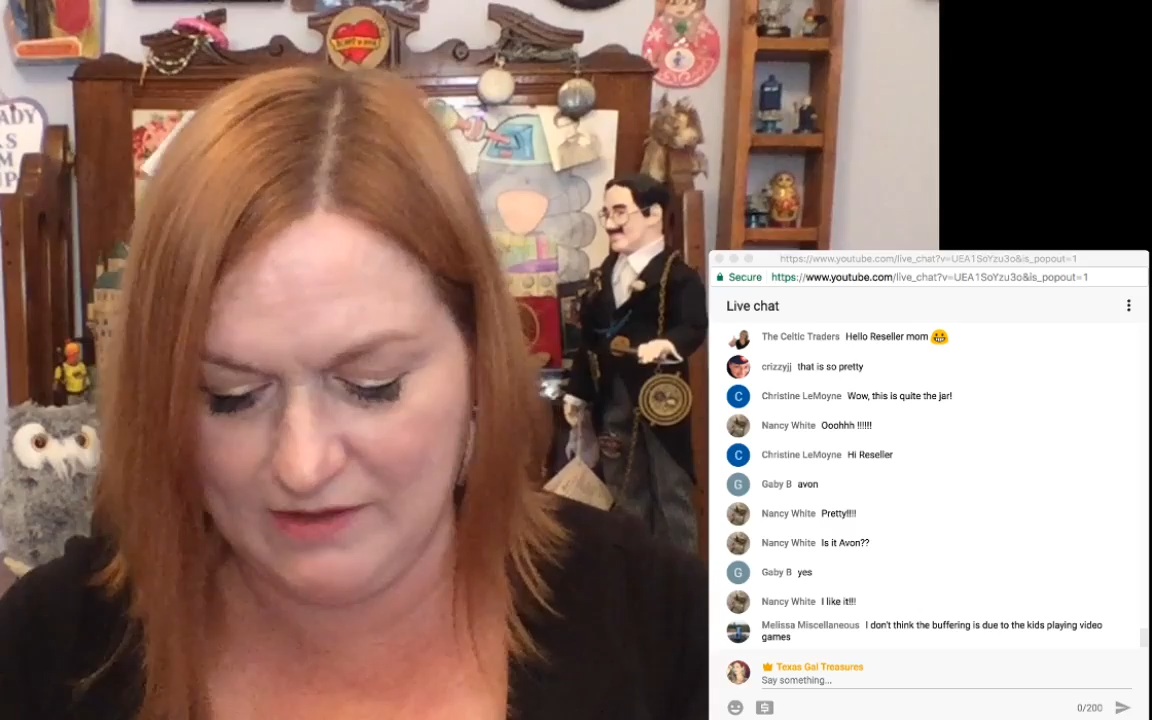 ADY
https://www.youtube.com/live_chat?v=UEA1SoYzu3o&is_popout=1
Secure https://www.youtube.com/live_chat?v=UEA1SoYzu3o&is_popout=1
Live chat
The Celtic Traders Hello Reseller mom
crizzyjj that is so pretty
C Christine LeMoyne Wow, this is quite the jar!
Nancy White Ooohhh !!!!!!
C Christine LeMoyne Hi Reseller
G Gaby B avon
Nancy White Pretty!!!!
Nancy White Is it Avon??
G Gaby B yes
Nancy White I like it!!!
Melissa Miscellaneous I don't think the buffering is due to the kids playing video
games
Texas Gal Treasures
Say something...
0/200